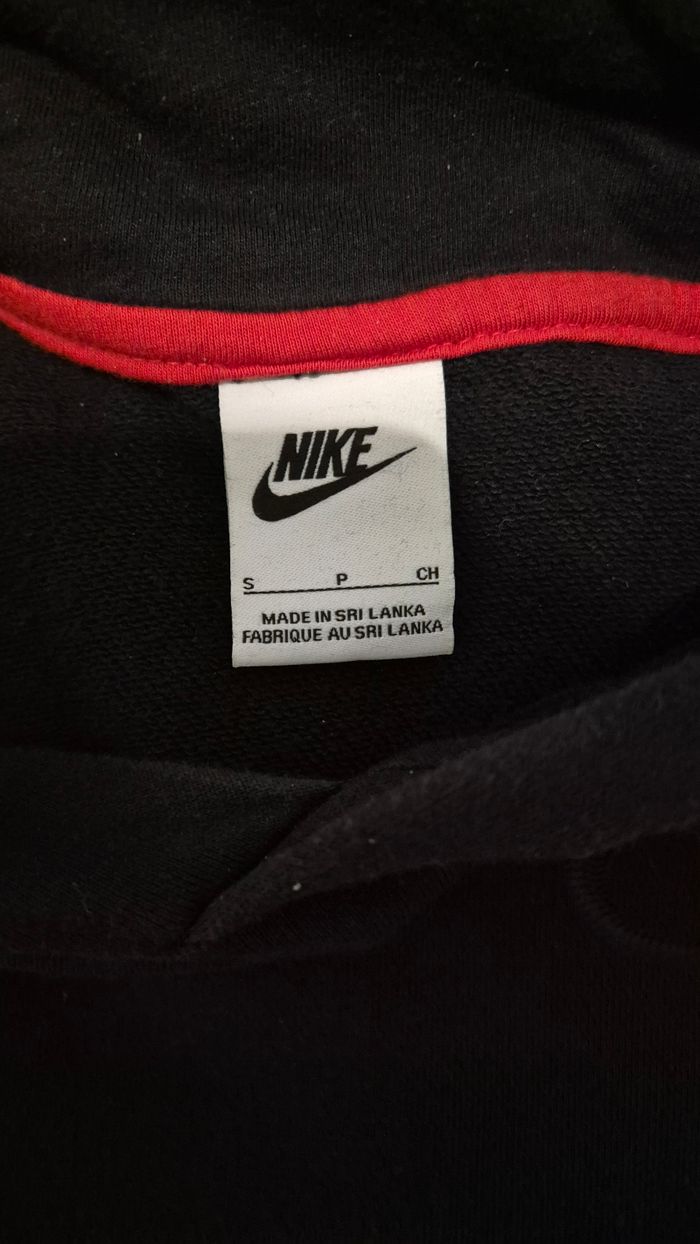 NIKE
S P CH
MADE IN SRI LANKA
FABRIQUE AU SRI LANKA